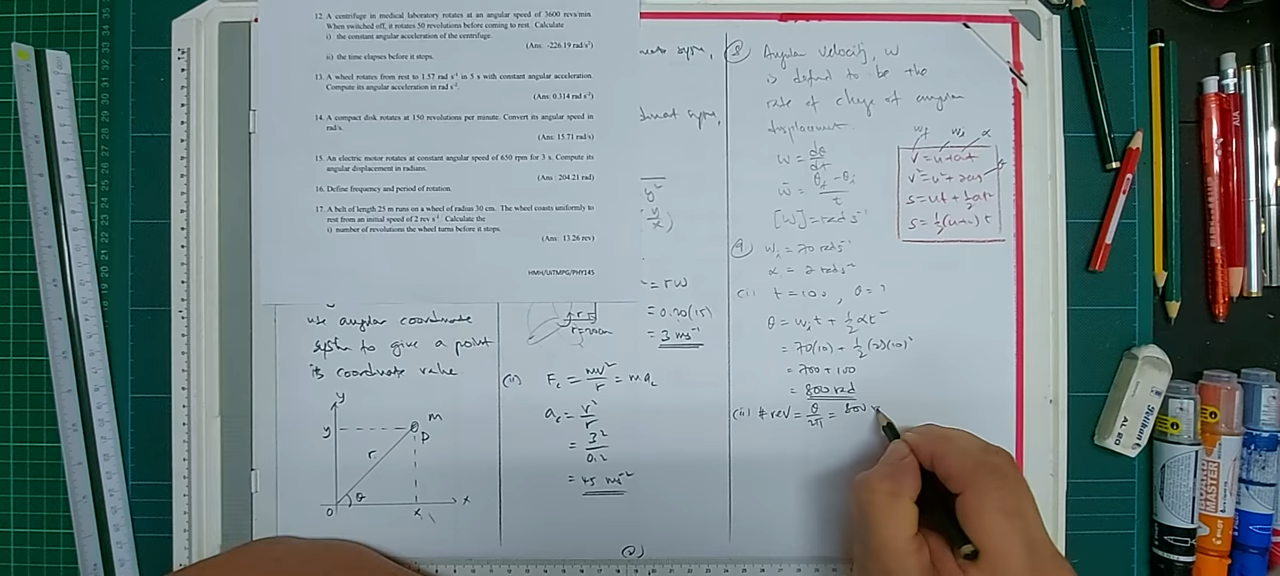 12. A centrifuge in medical laboratory rotates at an angular speed of 3600 revs/min.
When switched off, it rotates 50 revolutions before coming to rest. Calculate
i) the constant angular acceleration of the centrifuge.
(Ans: -226.19 rad/s²)
ii) the time elapses before it stops.
13. A wheel rotates from rest to 1.57 rad s⁻¹ in 5 s with constant angular acceleration.
Compute its angular acceleration in rad s⁻².
(Ans: 0.314 rad s⁻²)
14. A compact disk rotates at 150 revolutions per minute. Convert its angular speed in
rad/s.
(Ans: 15.71 rad/s)
15. An electric motor rotates at constant angular speed of 650 rpm for 3 s. Compute its
angular displacement in radians.
(Ans : 204.21 rad)
16. Define frequency and period of rotation.
17. A belt of length 25 m runs on a wheel of radius 30 cm. The wheel coasts uniformly to
rest from an initial speed of 2 rev s⁻¹. Calculate the
i) number of revolutions the wheel turns before it stops.
(Ans: 13.26 rev)
HMH/UiTMPG/PHY145
use angular coordinate
system to give a point
its coordinate value
y
m
y
P
r
θ
O
x
r
= rω
= 0.20(15)
= 3 ms⁻¹
(ii) Fc = mv²/r = mac
ac = v²/r
= 3²/0.2
= 45 ms⁻²
8 Angular velocity, ω
is defined to be the
rate of change of angular
displacement.
ω = dθ/dt
[ω] = rad s⁻¹
ωf ωi α
v = u + at
s = ut + ½at²
9 ωi = 70 rad s⁻¹
α = 2 rad s⁻²
(i) t = 10s, θ = ?
θ = ωit + ½αt²
= 70(10) + ½(2)(10)²
= 700 + 100
= 800 rad
(ii) # rev = θ/2π = 800
Pelikan
AL 20
BOARD
MASTER
PILOT